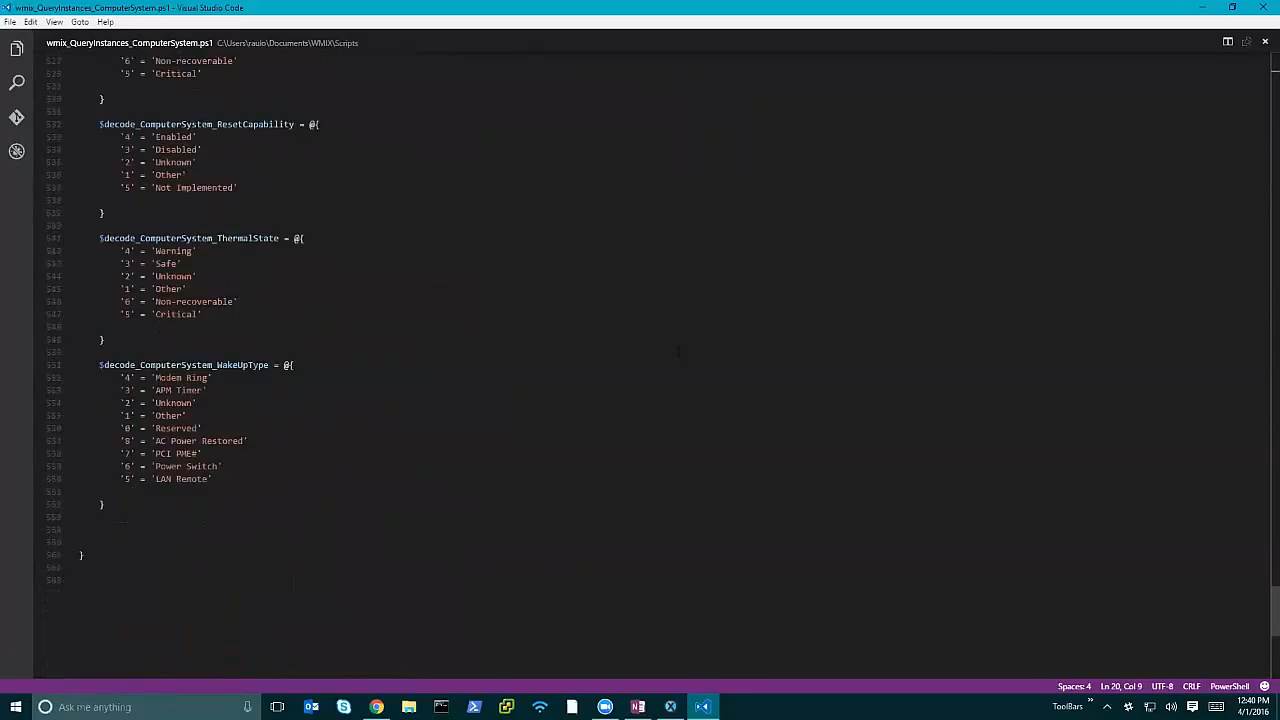 wmix_QueryInstances_ComputerSystem.ps1 - Visual Studio Code
File Edit View Goto Help
wmix_QueryInstances_ComputerSystem.ps1 C:\Users\raulo\Documents\WMIX\Scripts
'6' = 'Non-recoverable'
'5' = 'Critical'
}
$decode_ComputerSystem_ResetCapability = @{
'4' = 'Enabled'
'3' = 'Disabled'
'2' = 'Unknown'
'1' = 'Other'
'5' = 'Not Implemented'
}
$decode_ComputerSystem_ThermalState = @{
'4' = 'Warning'
'3' = 'Safe'
'2' = 'Unknown'
'1' = 'Other'
'6' = 'Non-recoverable'
'5' = 'Critical'
}
$decode_ComputerSystem_WakeUpType = @{
'4' = 'Modem Ring'
'3' = 'APM Timer'
'2' = 'Unknown'
'1' = 'Other'
'0' = 'Reserved'
'8' = 'AC Power Restored'
'7' = 'PCI PME#'
'6' = 'Power Switch'
'5' = 'LAN Remote'
}
}
Spaces: 4 Ln 20, Col 9 UTF-8 CRLF PowerShell
Ask me anything
ToolBars
12:40 PM
4/1/2016